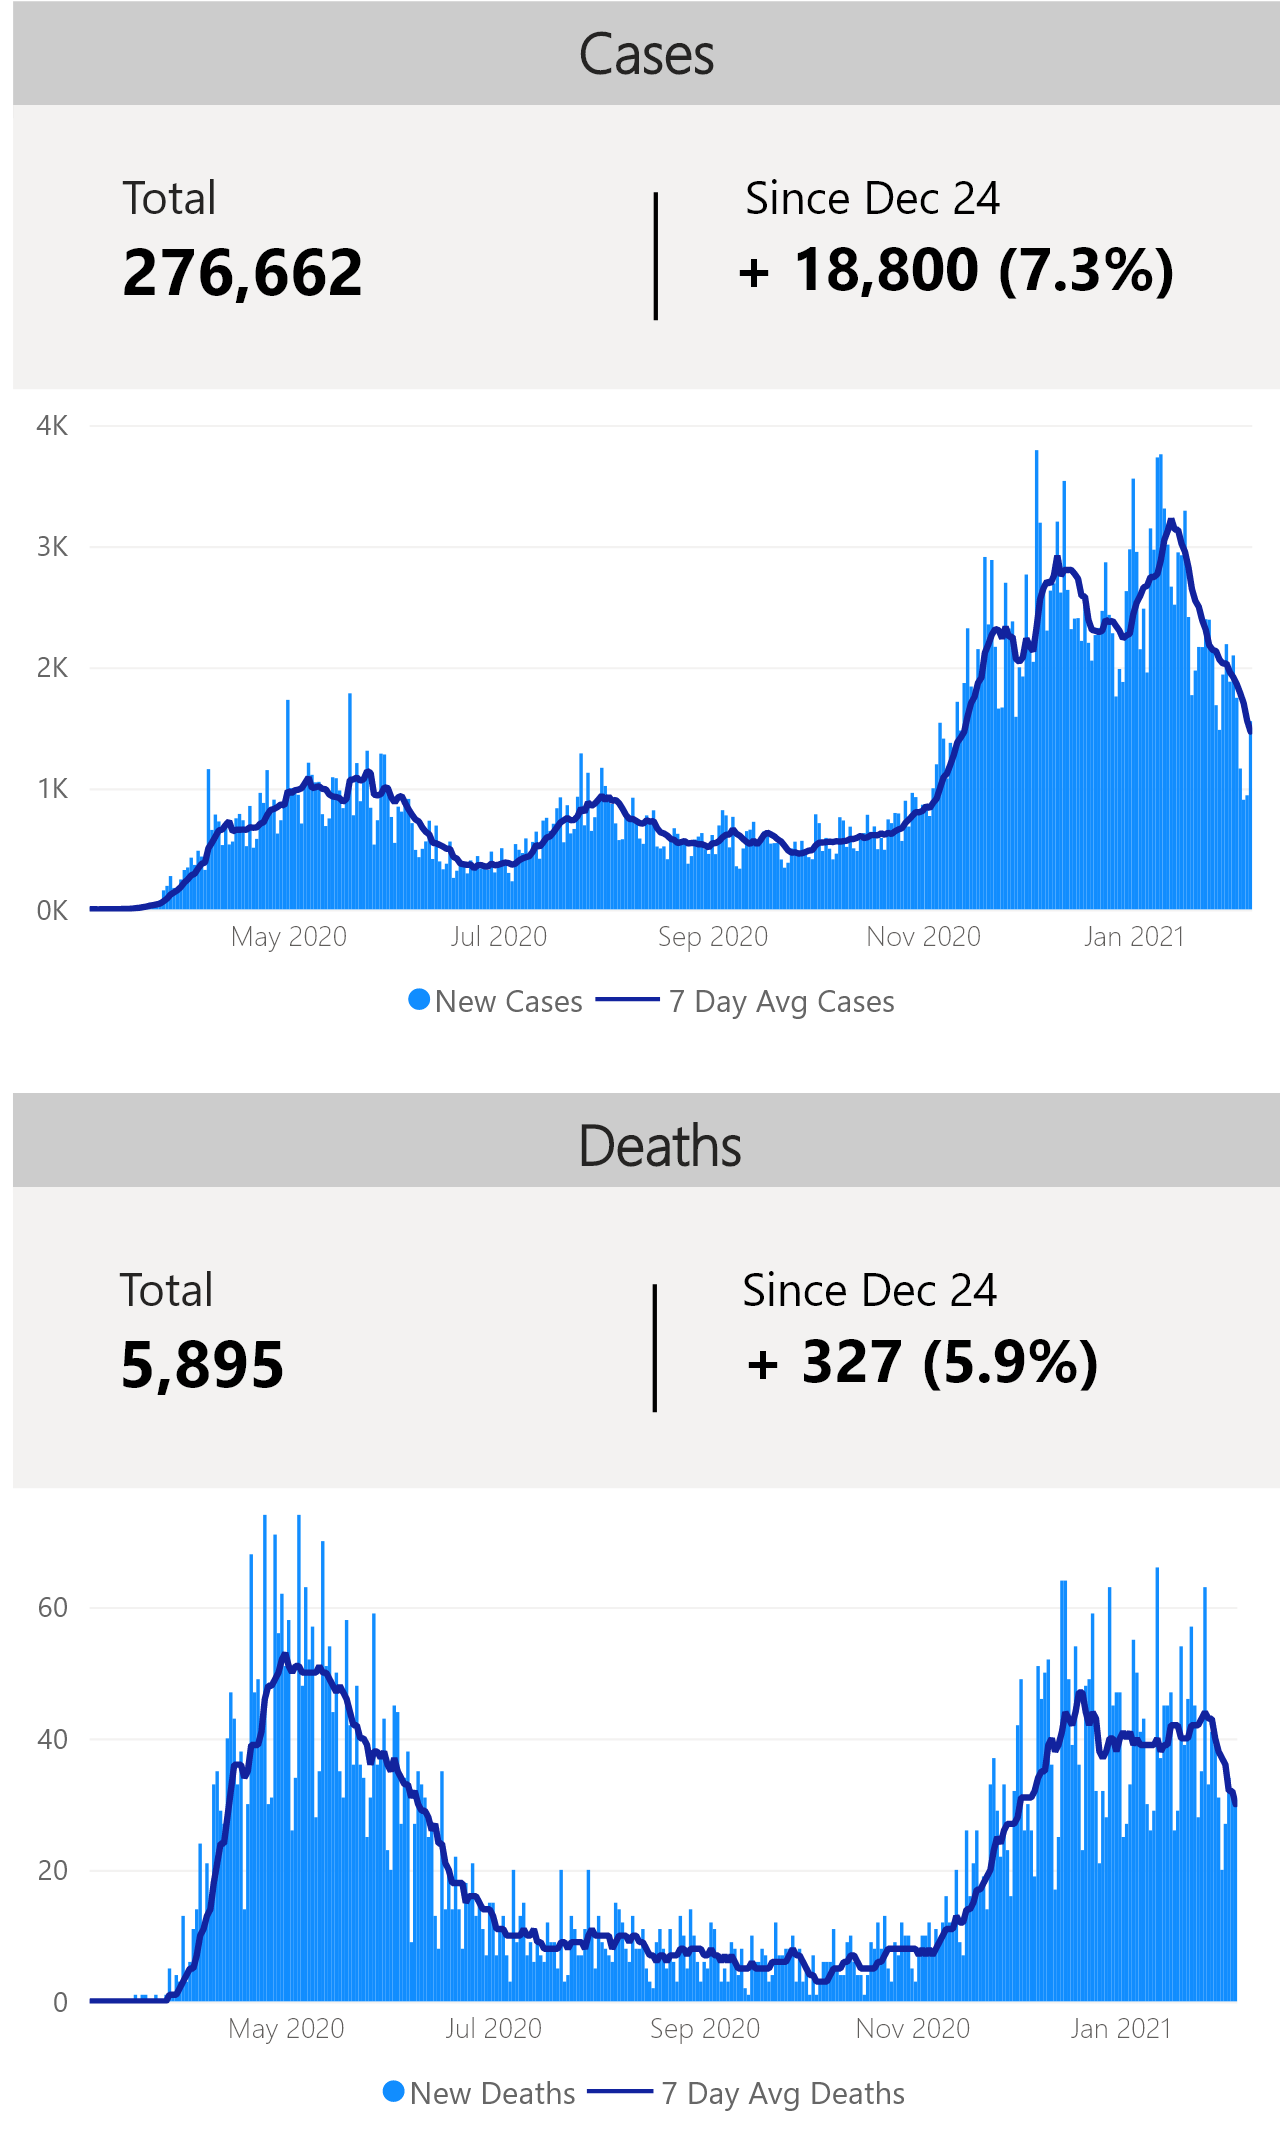 Cases
Total
Since Dec 24
276,662
+ 18,800 (7.3%)
4K
3K
2K
1K
0K
May 2020
Jul 2020
Sep 2020
Nov 2020
Jan 2021
New Cases
7 Day Avg Cases
Deaths
Total
Since Dec 24
5,895
+ 327 (5.9%)
60
40
20
0
May 2020
Jul 2020
Sep 2020
Nov 2020
Jan 2021
New Deaths
7 Day Avg Deaths